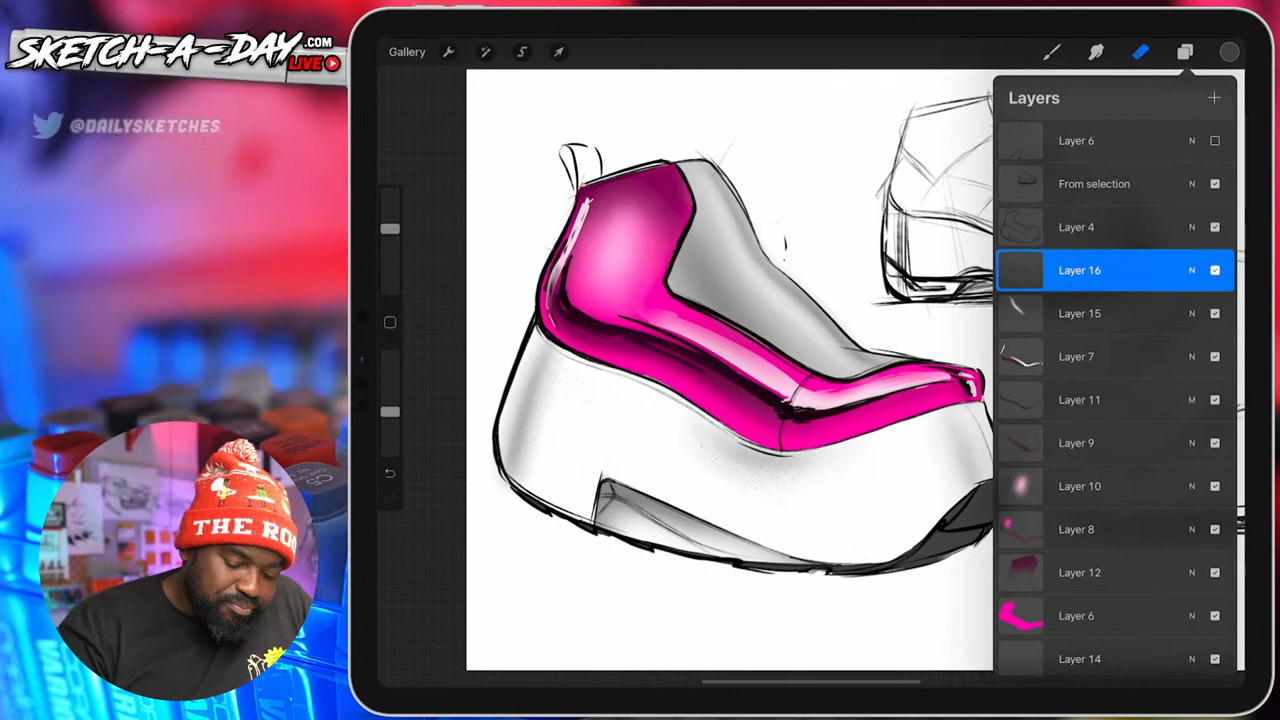 SKETCH-A-DAY.COM
LIVE
@DAILYSKETCHES
Gallery
Layers
Layer 6 N
From selection N
Layer 4 N
Layer 16 N
Layer 15 N
Layer 7 N
Layer 11 M
Layer 9 N
Layer 10 N
Layer 8 N
Layer 12 N
Layer 6 N
Layer 14 N
THE RO